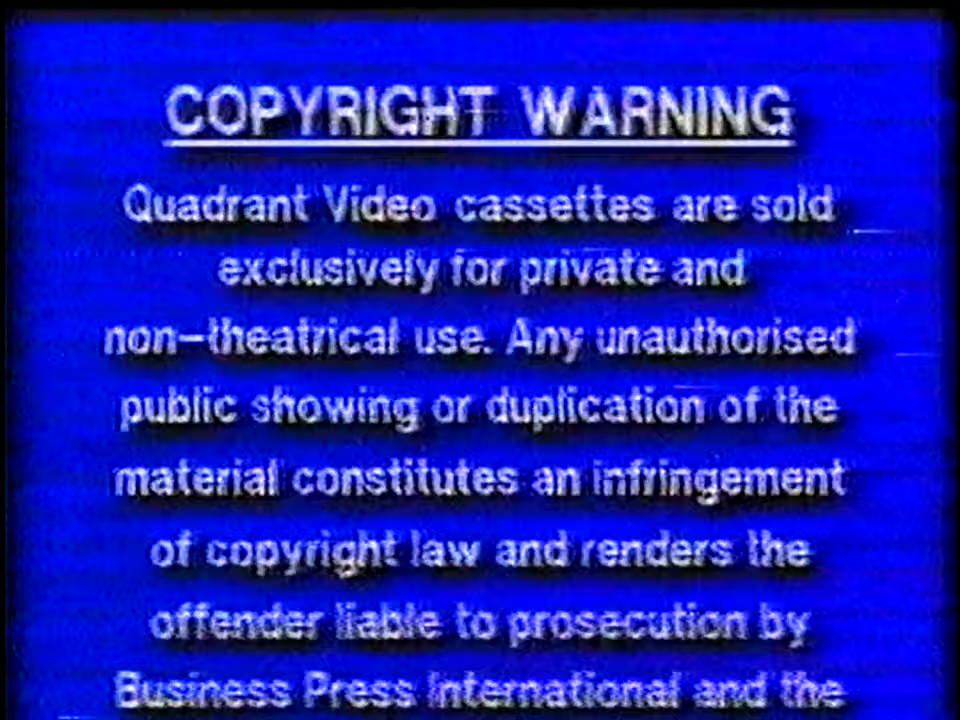 COPYRIGHT WARNING
Quadrant Video cassettes are sold
exclusively for private and
non-theatrical use. Any unauthorised
public showing or duplication of the
material constitutes an infringement
of copyright law and renders the
offender liable to prosecution by
Business Press International and the